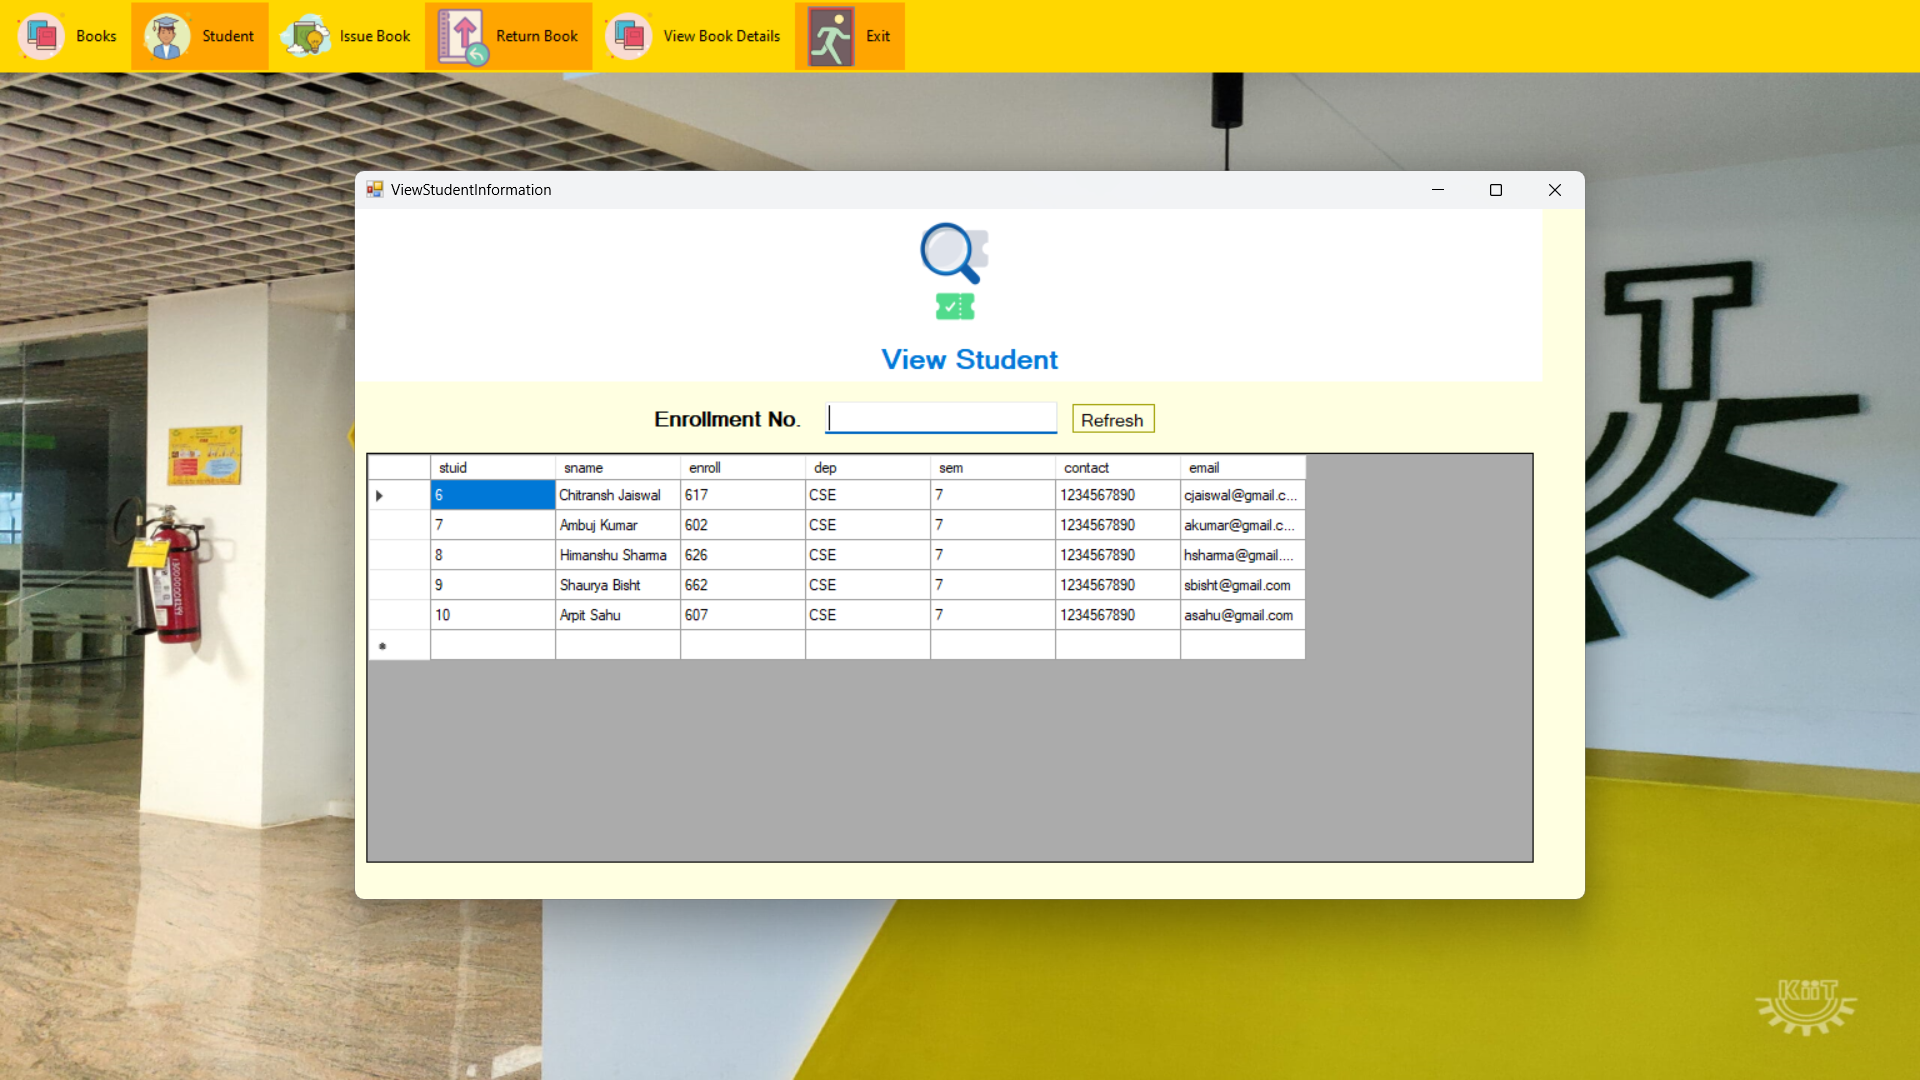 Books Student Issue Book Return Book View Book Details Exit
ViewStudentInformation
View Student
Enrollment No. Refresh
stuid sname enroll dep sem contact email
6 Chitransh Jaiswal 617 CSE 7 1234567890 cjaiswal@gmail.c...
7 Ambuj Kumar 602 CSE 7 1234567890 akumar@gmail.c...
8 Himanshu Sharma 626 CSE 7 1234567890 hsharma@gmail....
9 Shaurya Bisht 662 CSE 7 1234567890 sbisht@gmail.com
10 Arpit Sahu 607 CSE 7 1234567890 asahu@gmail.com
KiiT